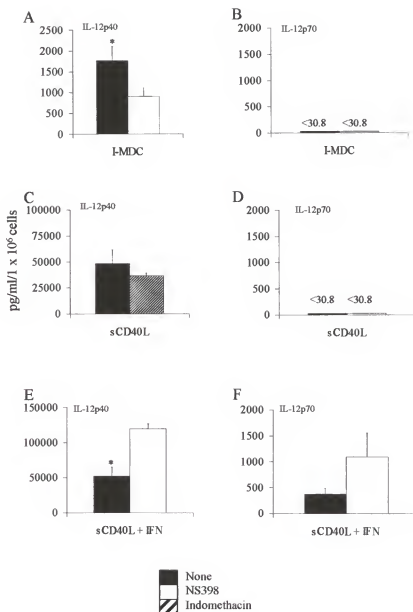 A IL-12p40
2500
2000
1500
1000
500
0
*
I-MDC
B IL-12p70
2000
1500
1000
500
0
<30.8 <30.8
I-MDC
pg/ml/1 x 10⁶ cells
C IL-12p40
100000
75000
50000
25000
0
sCD40L
D IL-12p70
2000
1500
1000
500
0
<30.8 <30.8
sCD40L
E IL-12p40
150000
100000
50000
0
*
sCD40L + IFN
F IL-12p70
2000
1500
1000
500
0
sCD40L + IFN
None
NS398
Indomethacin